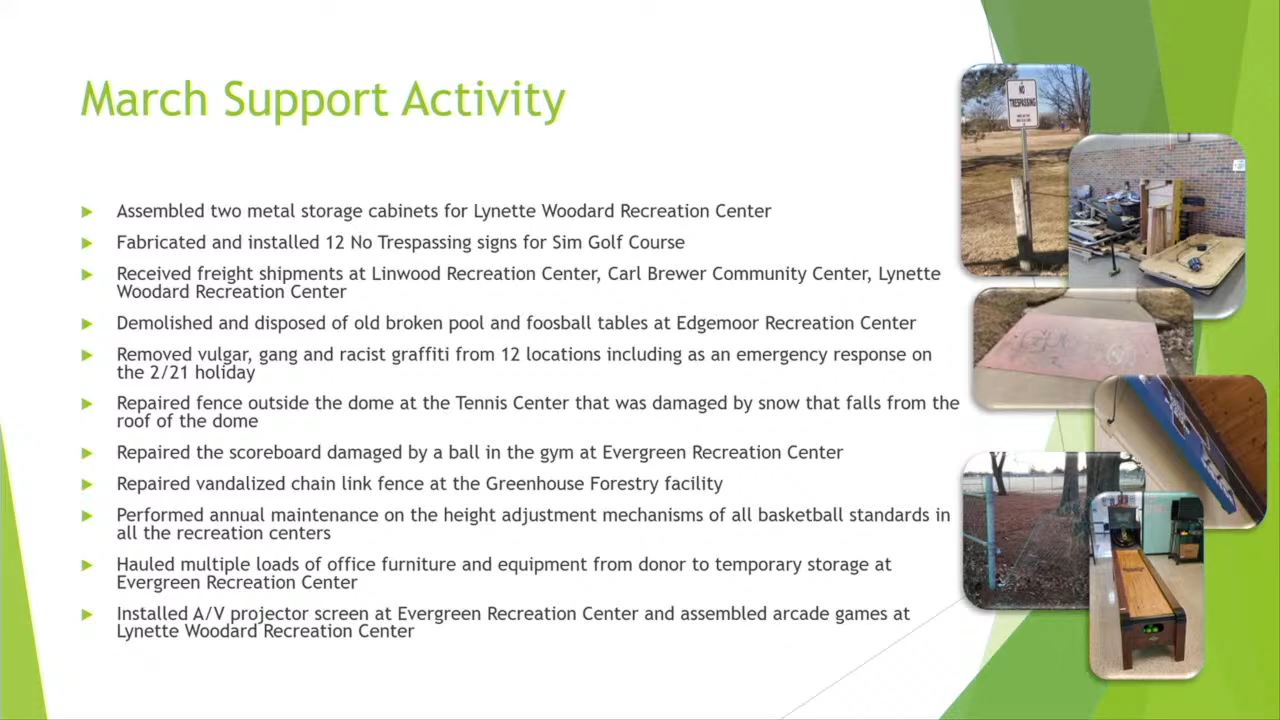 March Support Activity
Assembled two metal storage cabinets for Lynette Woodard Recreation Center
Fabricated and installed 12 No Trespassing signs for Sim Golf Course
Received freight shipments at Linwood Recreation Center, Carl Brewer Community Center, Lynette
Woodard Recreation Center
Demolished and disposed of old broken pool and foosball tables at Edgemoor Recreation Center
Removed vulgar, gang and racist graffiti from 12 locations including as an emergency response on
the 2/21 holiday
Repaired fence outside the dome at the Tennis Center that was damaged by snow that falls from the
roof of the dome
Repaired the scoreboard damaged by a ball in the gym at Evergreen Recreation Center
Repaired vandalized chain link fence at the Greenhouse Forestry facility
Performed annual maintenance on the height adjustment mechanisms of all basketball standards in
all the recreation centers
Hauled multiple loads of office furniture and equipment from donor to temporary storage at
Evergreen Recreation Center
Installed A/V projector screen at Evergreen Recreation Center and assembled arcade games at
Lynette Woodard Recreation Center
NO
TRESPASSING